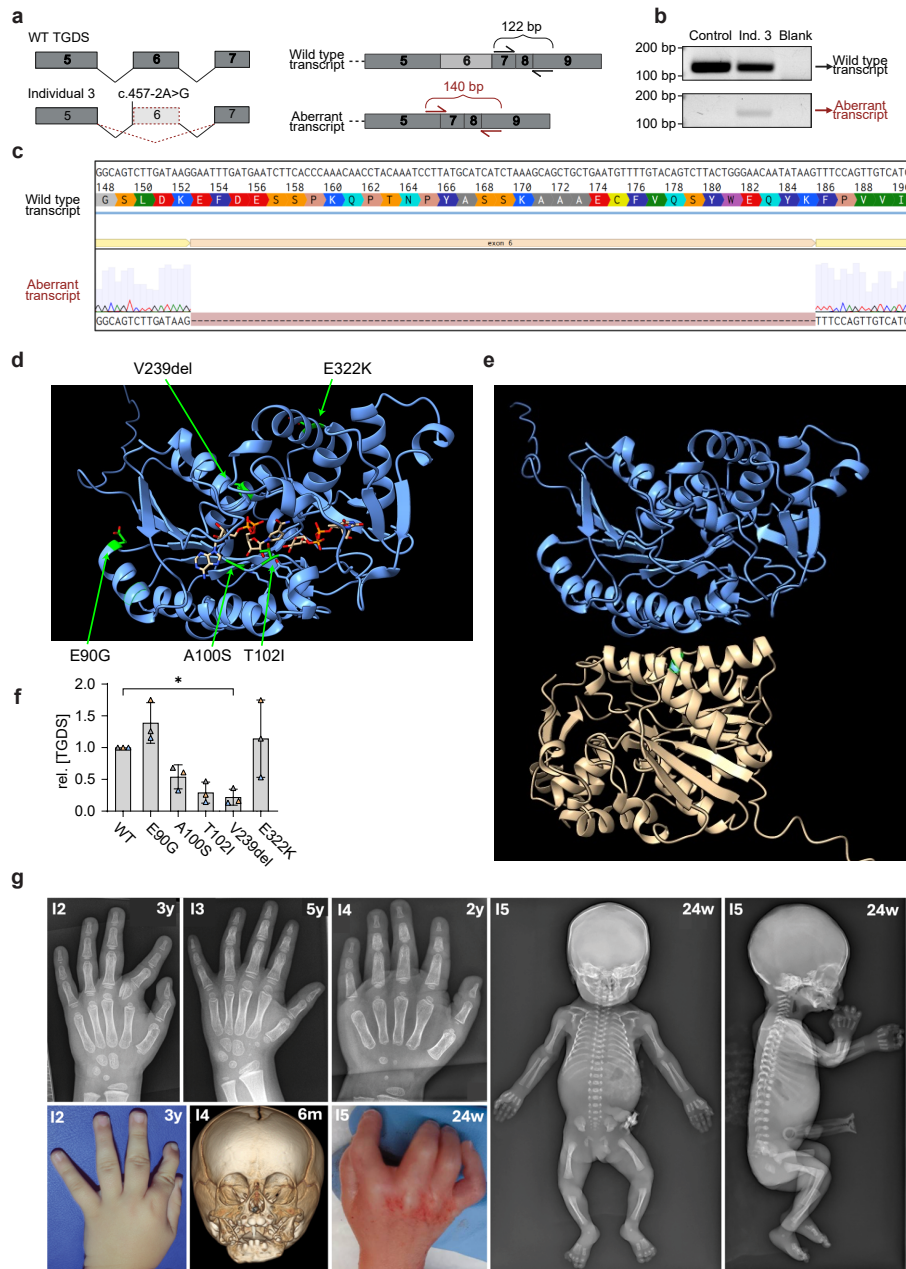 a
WT TGDS
5 6 7
Individual 3 c.457-2A>G
5 6 7
122 bp
Wild type
transcript
5 6 7 8 9
140 bp
Aberrant
transcript
5 7 8 9
b
Control Ind. 3 Blank
200 bp
100 bp
Wild type
transcript
200 bp
100 bp
Aberrant
transcript
c
GGCAGTCTTGATAAGGAATTTGATGAATCTTCACCCAAACAACCTACAAATCCTTATGCATCATCTAAAGCAGCTGCTGAATGTTTTGTACAGTCTTACTGGGAACAATATAAGTTTCCAGTTGTCATC
148 150 152 154 156 158 160 162 164 166 168 170 172 174 176 178 180 182 184 186 188 190
Wild type
transcript
G S L D K E F D E S S P K Q P T N P Y A S S K A A A E C F V Q S Y W E Q Y K F P V V I
exon 6
Aberrant
transcript
GGCAGTCTTGATAAG TTTCCAGTTGTCATC
d
V239del E322K
E90G A100S T102I
e
f
rel. [TGDS]
2.0
1.5
1.0
0.5
0.0
*
WT E90G A100S T102I V239del E322K
g
I2 3y
I3 5y
I4 2y
I5 24w
I5 24w
I2 3y
I4 6m
I5 24w